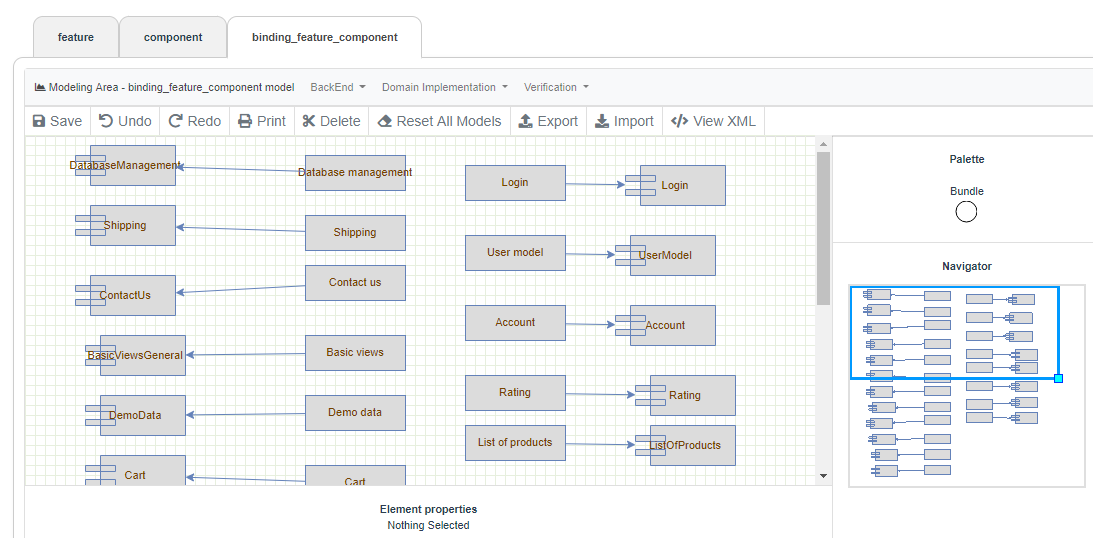 feature component binding_feature_component
Modeling Area - binding_feature_component model BackEnd Domain Implementation Verification
Save Undo Redo Print Delete Reset All Models Export Import View XML
DatabaseManagement Database management Login Login
Shipping Shipping User model UserModel
ContactUs Contact us Account Account
BasicViewsGeneral Basic views
DemoData Demo data Rating Rating
Cart Cart List of products ListOfProducts
Palette
Bundle
Navigator
Element properties
Nothing Selected